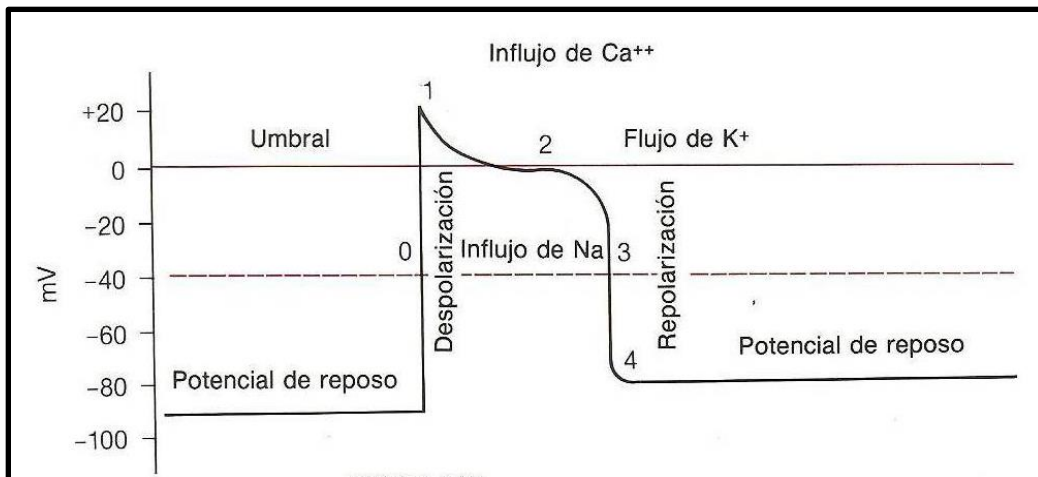 Influjo de Ca++
+20
1
Umbral
2
Flujo de K+
0
-20
Despolarización
0
Influjo de Na
3
Repolarización
-40
mV
-60
Potencial de reposo
4
Potencial de reposo
-80
-100